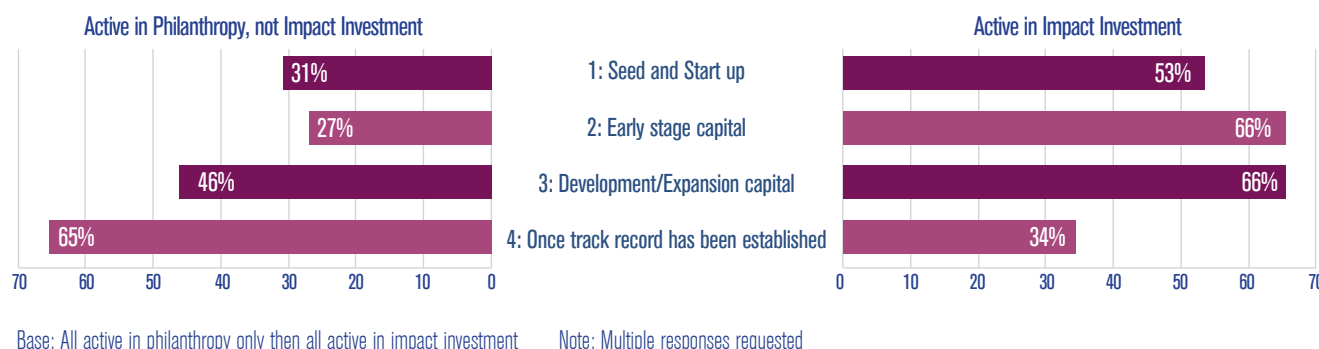 Active in Philanthropy, not Impact Investment
Active in Impact Investment
31% 1: Seed and Start up 53%
27% 2: Early stage capital 66%
46% 3: Development/Expansion capital 66%
65% 4: Once track record has been established 34%
70 60 50 40 30 20 10 0
0 10 20 30 40 50 60 70
Base: All active in philanthropy only then all active in impact investment Note: Multiple responses requested